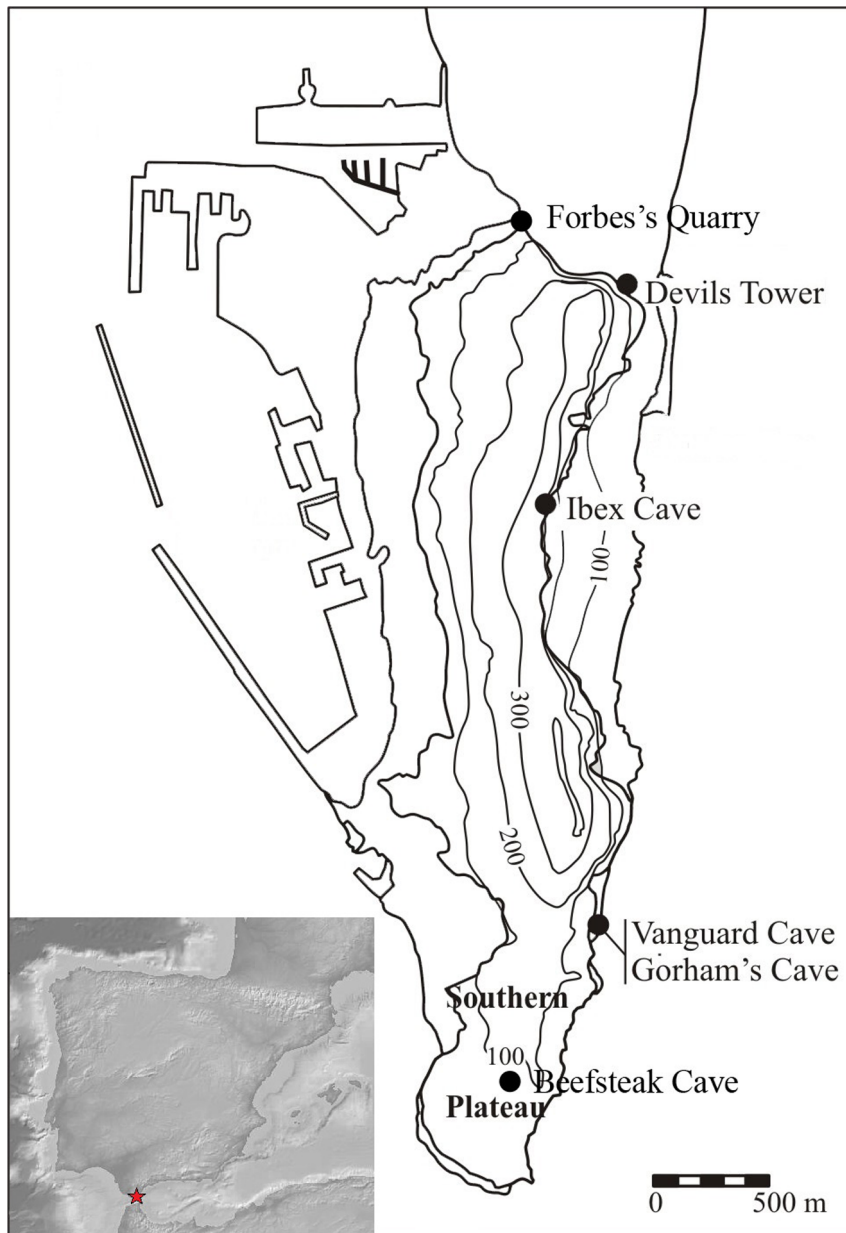 Forbes's Quarry
Devils Tower
Ibex Cave
100
300
200
Vanguard Cave
Gorham's Cave
Southern
100
Beefsteak Cave
Plateau
0 500 m